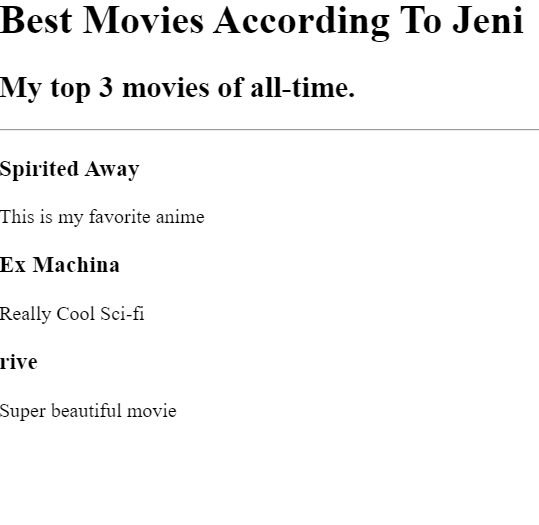 Best Movies According To Jeni
My top 3 movies of all-time.
Spirited Away
This is my favorite anime
Ex Machina
Really Cool Sci-fi
rive
Super beautiful movie